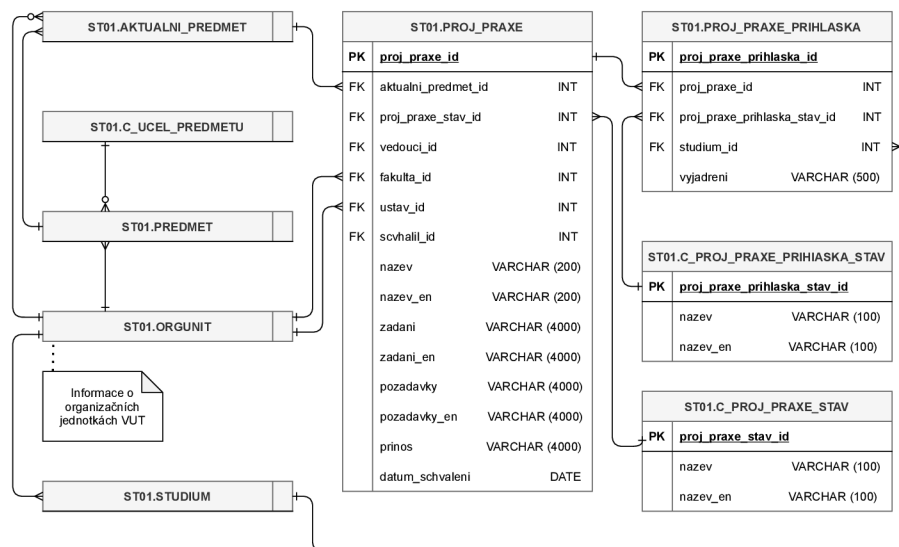 ST01.AKTUALNI_PREDMET
ST01.C_UCEL_PREDMETU
ST01.PREDMET
ST01.ORGUNIT
Informace o
organizačních
jednotkách VUT
ST01.STUDIUM
ST01.PROJ_PRAXE
PK proj_praxe_id
FK aktualni_predmet_id INT
FK proj_praxe_stav_id INT
FK vedouci_id INT
FK fakulta_id INT
FK ustav_id INT
FK scvhalil_id INT
nazev VARCHAR (200)
nazev_en VARCHAR (200)
zadani VARCHAR (4000)
zadani_en VARCHAR (4000)
pozadavky VARCHAR (4000)
pozadavky_en VARCHAR (4000)
prinos VARCHAR (4000)
datum_schvaleni DATE
ST01.PROJ_PRAXE_PRIHLASKA
PK proj_praxe_prihlaska_id
FK proj_praxe_id INT
FK proj_praxe_prihlaska_stav_id INT
FK studium_id INT
vyjadreni VARCHAR (500)
ST01.C_PROJ_PRAXE_PRIHIASKA_STAV
PK proj_praxe_prihlaska_stav_id
nazev VARCHAR (100)
nazev_en VARCHAR (100)
ST01.C_PROJ_PRAXE_STAV
PK proj_praxe_stav_id
nazev VARCHAR (100)
nazev_en VARCHAR (100)